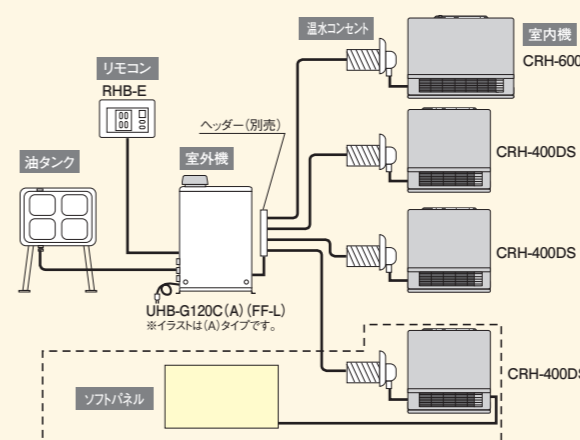 温水コンセント
室内機
CRH-600
リモコン
RHB-E
ヘッダー(別売)
油タンク
室外機
CRH-400DS
CRH-400DS
UHB-G120C(A)(FF-L)
※イラストは(A)タイプです。
CRH-400DS
ソフトパネル